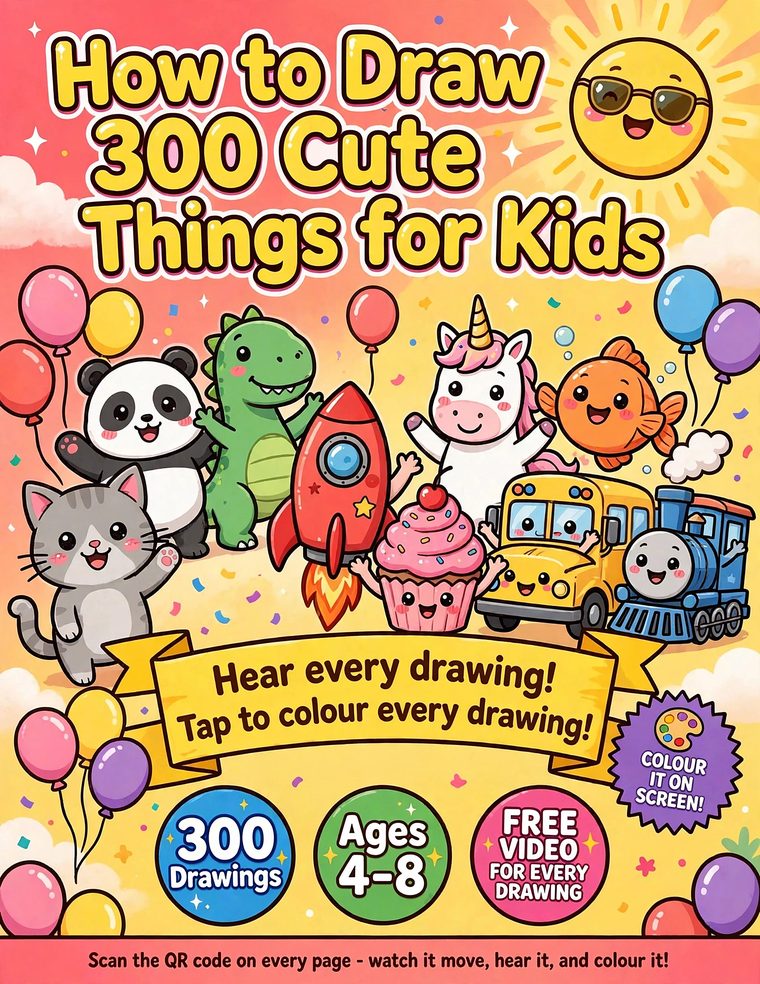 How to Draw
300 Cute
Things for Kids
Hear every drawing!
Tap to colour every drawing!
COLOUR
IT ON
SCREEN!
300
Drawings
Ages
4-8
FREE
VIDEO
FOR EVERY
DRAWING
Scan the QR code on every page - watch it move, hear it, and colour it!